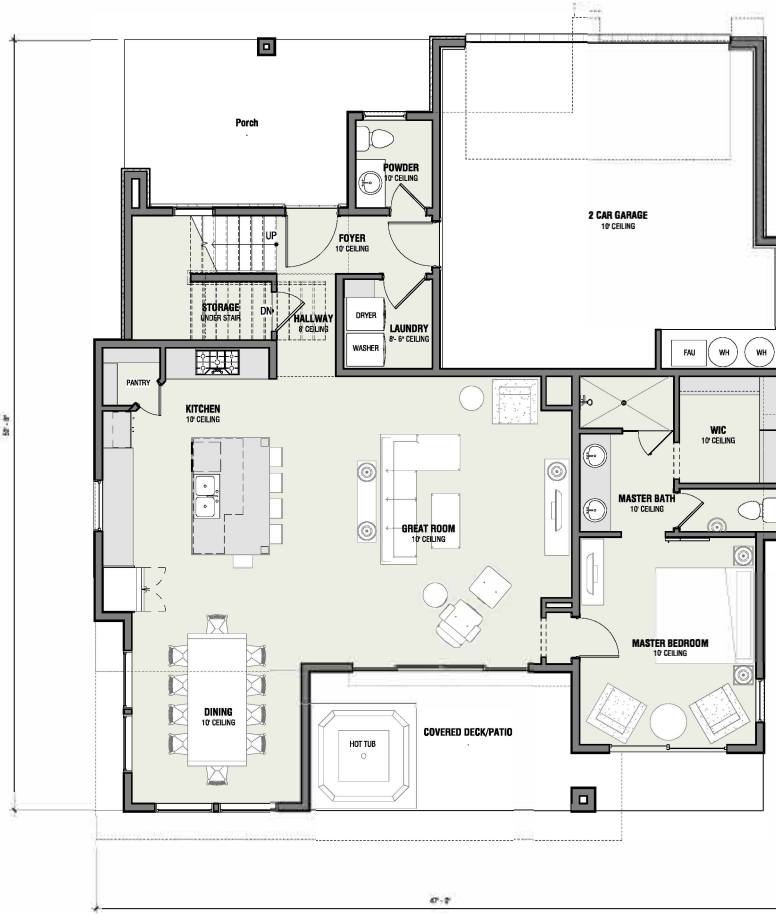 Porch
POWDER
10' CEILING
2 CAR GARAGE
10' CEILING
UP
FOYER
10' CEILING
STORAGE
UNDER STAIR
DN
HALLWAY
8' CEILING
DRYER
WASHER
LAUNDRY
8'- 6" CEILING
FAU
WH
WH
PANTRY
KITCHEN
10' CEILING
WIC
10' CEILING
MASTER BATH
10' CEILING
GREAT ROOM
10' CEILING
MASTER BEDROOM
10' CEILING
DINING
10' CEILING
HOT TUB
COVERED DECK/PATIO